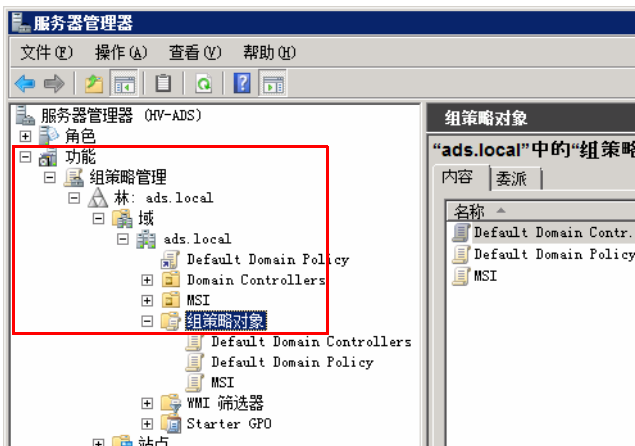 服务器管理器
文件(F) 操作(A) 查看(V) 帮助(H)
服务器管理器 (HV-ADS)
角色
功能
组策略管理
林: ads.local
域
ads.local
Default Domain Policy
Domain Controllers
MSI
组策略对象
Default Domain Controllers
Default Domain Policy
MSI
WMI 筛选器
Starter GPO
站点
组策略对象
“ads.local”中的“组策略
内容 委派
名称
Default Domain Contr.
Default Domain Policy
MSI